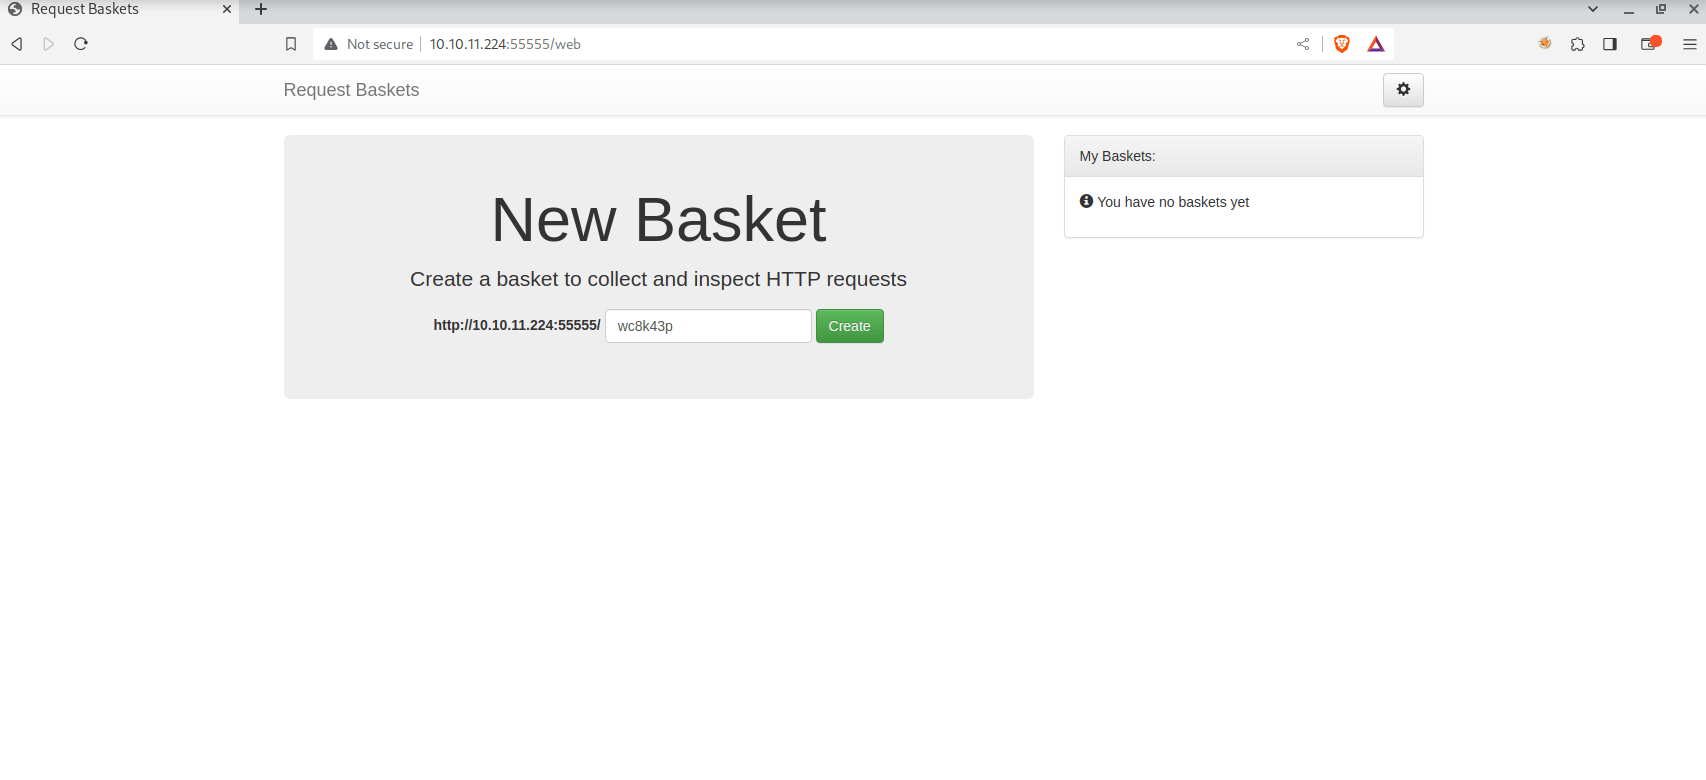 Request Baskets
Not secure 10.10.11.224:55555/web
Request Baskets
New Basket
Create a basket to collect and inspect HTTP requests
http://10.10.11.224:55555/ wc8k43p Create
My Baskets:
You have no baskets yet